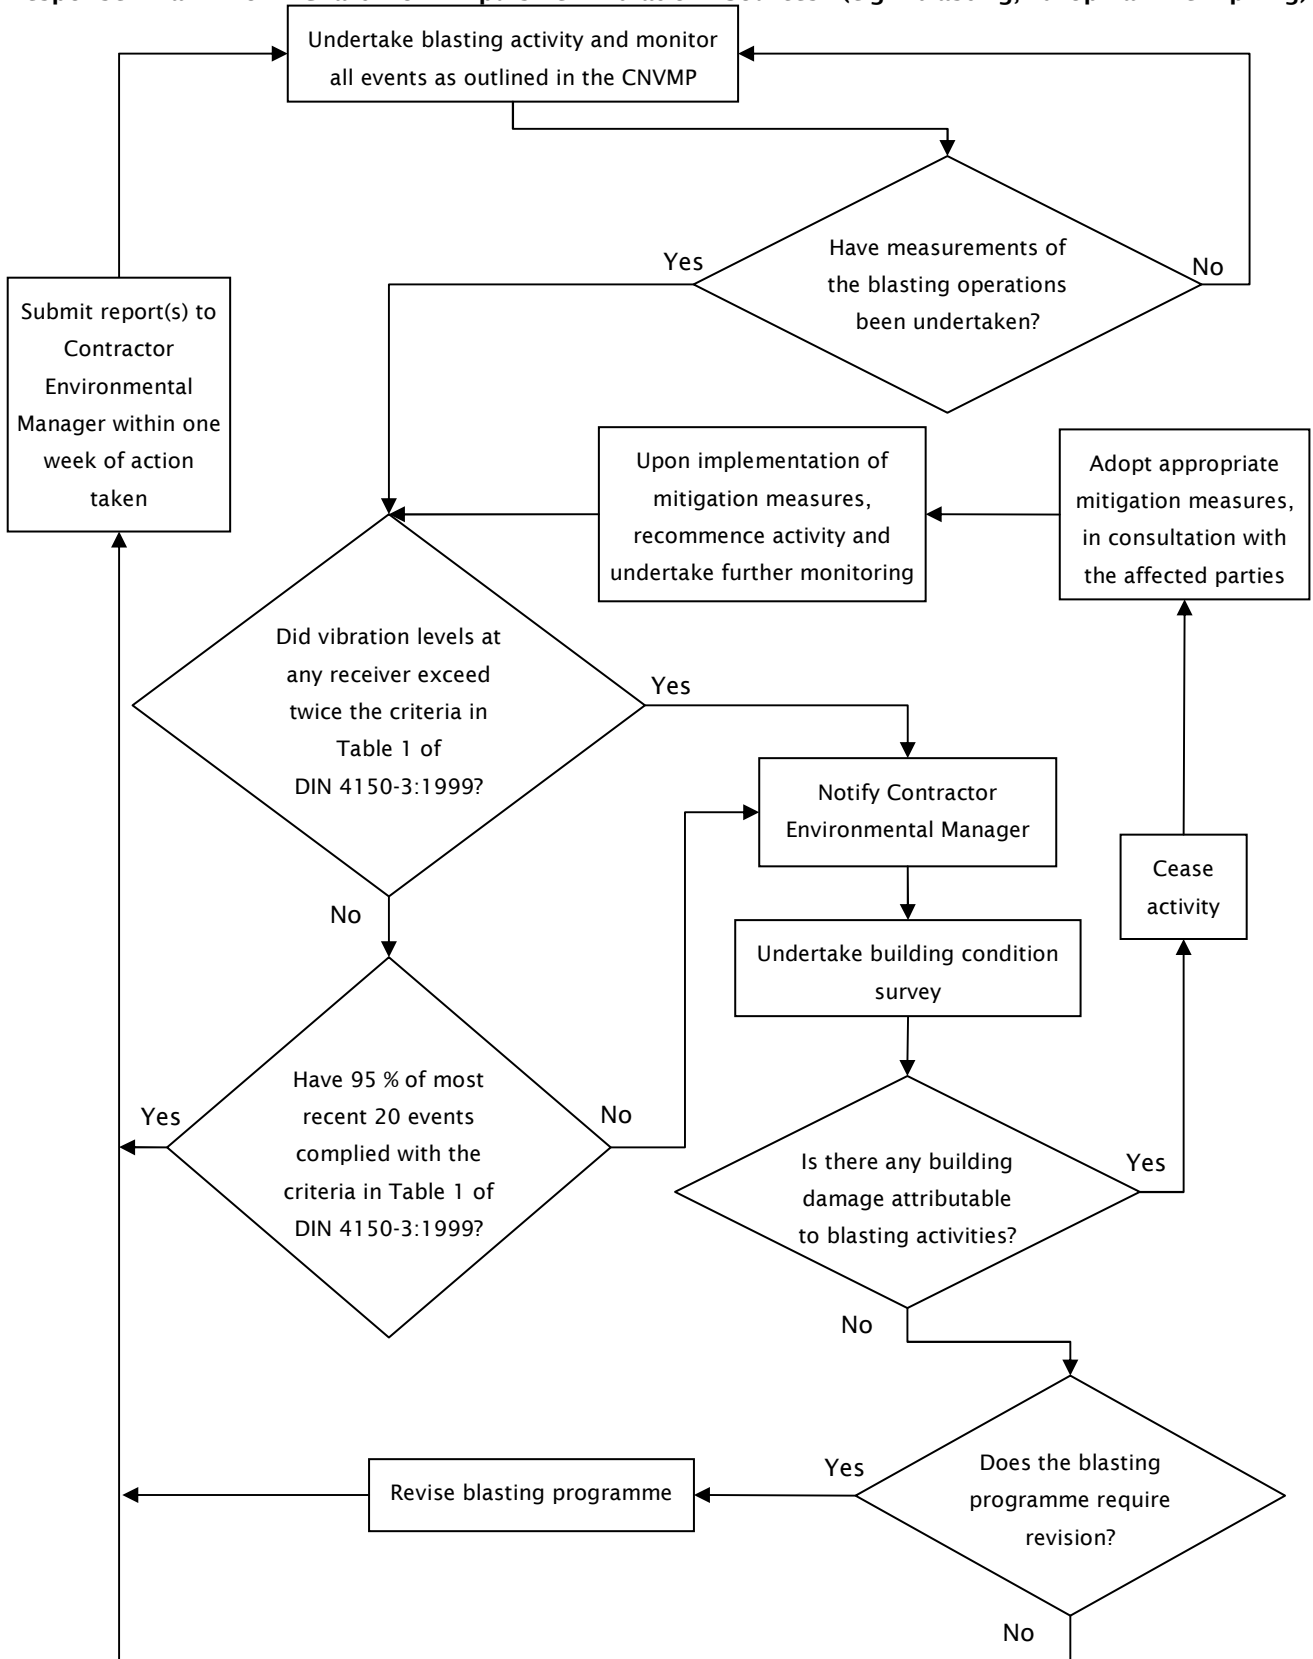 Undertake blasting activity and monitor
all events as outlined in the CNVMP
Have measurements of
the blasting operations
been undertaken?
Yes
No
Submit report(s) to
Contractor
Environmental
Manager within one
week of action
taken
Upon implementation of
mitigation measures,
recommence activity and
undertake further monitoring
Adopt appropriate
mitigation measures,
in consultation with
the affected parties
Did vibration levels at
any receiver exceed
twice the criteria in
Table 1 of
DIN 4150-3:1999?
Yes
No
Notify Contractor
Environmental Manager
Cease
activity
Undertake building condition
survey
Have 95 % of most
recent 20 events
complied with the
criteria in Table 1 of
DIN 4150-3:1999?
Yes
No
Is there any building
damage attributable
to blasting activities?
Yes
No
Does the blasting
programme require
revision?
Yes
Revise blasting programme
No